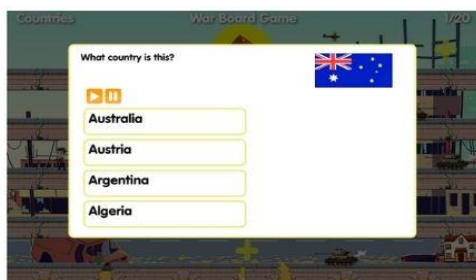 Countries War Board Game 1/20
What country is this?
Australia
Austria
Argentina
Algeria